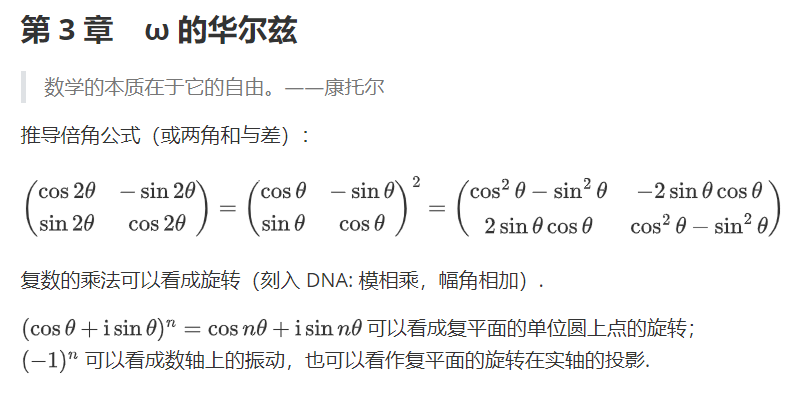 第 3 章　ω 的华尔兹
数学的本质在于它的自由。——康托尔
推导倍角公式（或两角和与差）:
$\begin{pmatrix}\cos 2\theta & -\sin 2\theta\\ \sin 2\theta & \cos 2\theta\end{pmatrix}=\begin{pmatrix}\cos\theta & -\sin\theta\\ \sin\theta & \cos\theta\end{pmatrix}^2=\begin{pmatrix}\cos^2\theta-\sin^2\theta & -2\sin\theta\cos\theta\\ 2\sin\theta\cos\theta & \cos^2\theta-\sin^2\theta\end{pmatrix}$
复数的乘法可以看成旋转（刻入 DNA: 模相乘，幅角相加）.
$(\cos\theta+\mathrm{i}\sin\theta)^n=\cos n\theta+\mathrm{i}\sin n\theta$ 可以看成复平面的单位圆上点的旋转；
$(-1)^n$ 可以看成数轴上的振动，也可以看作复平面的旋转在实轴的投影.